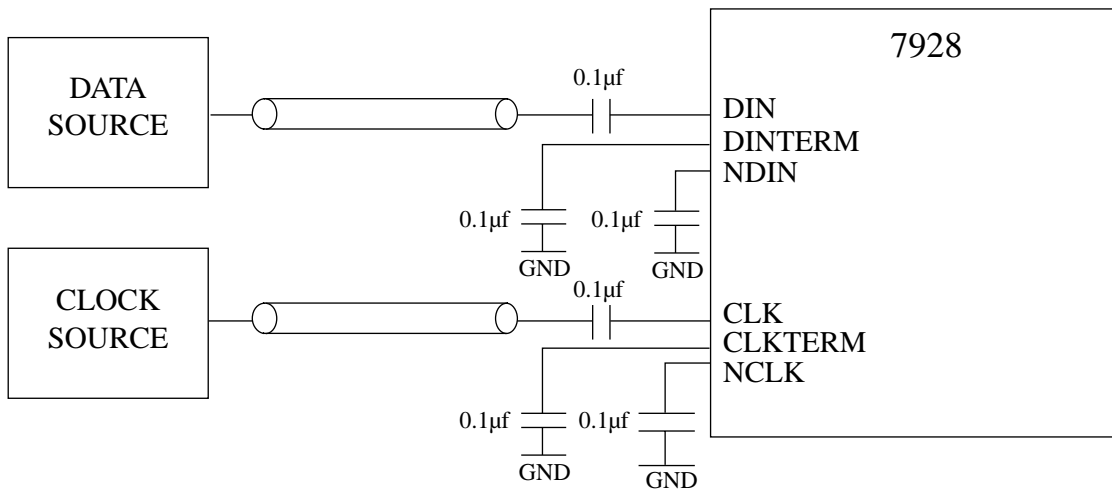 7928
DATA
SOURCE
0.1µf
DIN
DINTERM
NDIN
0.1µf
0.1µf
GND
GND
CLOCK
SOURCE
0.1µf
CLK
CLKTERM
NCLK
0.1µf
0.1µf
GND
GND